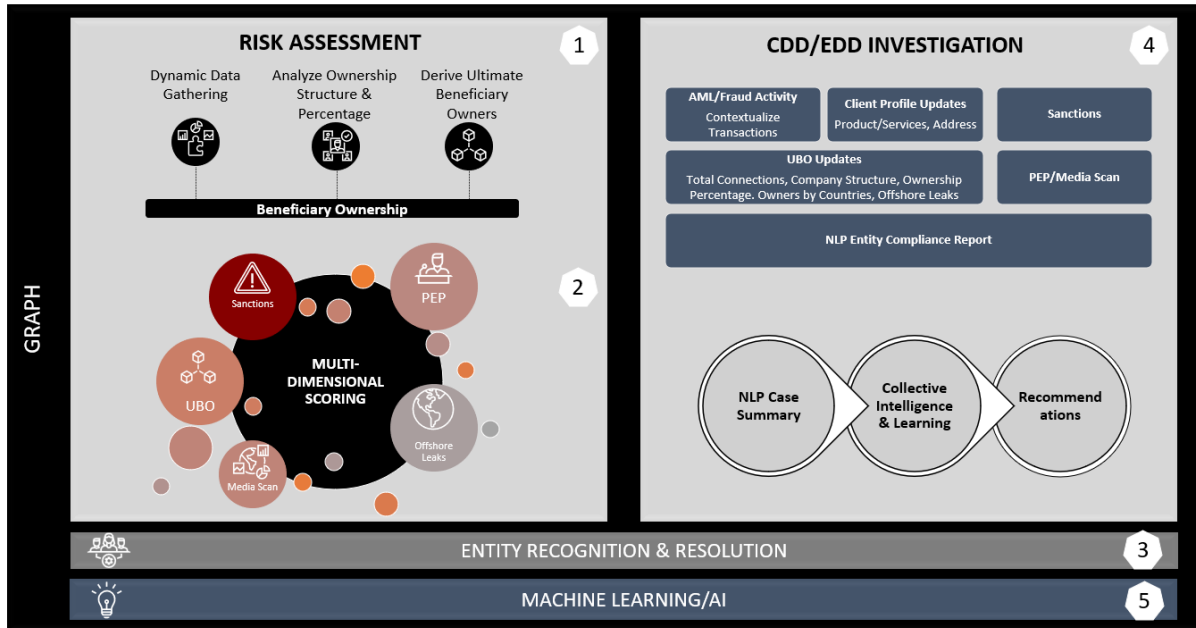 GRAPH
RISK ASSESSMENT
1
Dynamic Data
Gathering
Analyze Ownership
Structure &
Percentage
Derive Ultimate
Beneficiary
Owners
Beneficiary Ownership
2
Sanctions
PEP
MULTI-
DIMENSIONAL
SCORING
UBO
Offshore
Leaks
Media Scan
CDD/EDD INVESTIGATION
4
AML/Fraud Activity
Contextualize
Transactions
Client Profile Updates
Product/Services, Address
Sanctions
UBO Updates
Total Connections, Company Structure, Ownership
Percentage. Owners by Countries, Offshore Leaks
PEP/Media Scan
NLP Entity Compliance Report
NLP Case
Summary
Collective
Intelligence
& Learning
Recommend
ations
ENTITY RECOGNITION & RESOLUTION
3
MACHINE LEARNING/AI
5